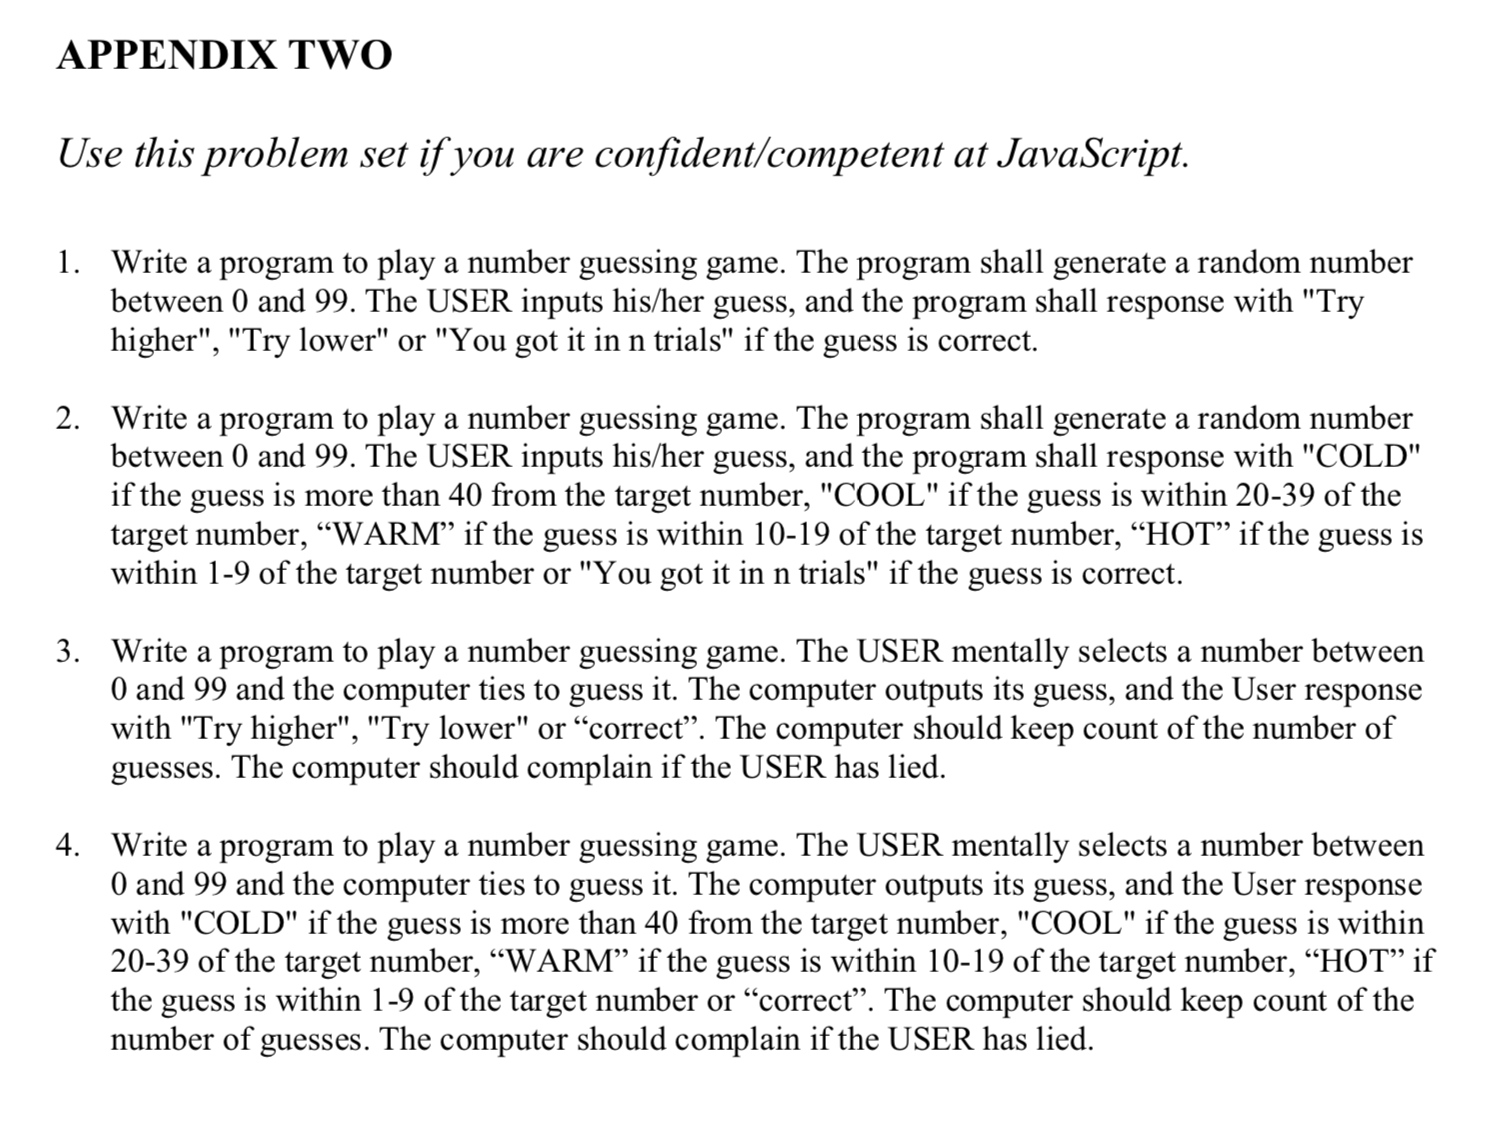 APPENDIX TWO
Use this problem set if you are confident/competent at JavaScript.
1. Write a program to play a number guessing game. The program shall generate a random number
between 0 and 99. The USER inputs his/her guess, and the program shall response with "Try
higher", "Try lower" or "You got it in n trials" if the guess is correct.
2. Write a program to play a number guessing game. The program shall generate a random number
between 0 and 99. The USER inputs his/her guess, and the program shall response with "COLD"
if the guess is more than 40 from the target number, "COOL" if the guess is within 20-39 of the
target number, “WARM” if the guess is within 10-19 of the target number, “HOT” if the guess is
within 1-9 of the target number or "You got it in n trials" if the guess is correct.
3. Write a program to play a number guessing game. The USER mentally selects a number between
0 and 99 and the computer ties to guess it. The computer outputs its guess, and the User response
with "Try higher", "Try lower" or “correct”. The computer should keep count of the number of
guesses. The computer should complain if the USER has lied.
4. Write a program to play a number guessing game. The USER mentally selects a number between
0 and 99 and the computer ties to guess it. The computer outputs its guess, and the User response
with "COLD" if the guess is more than 40 from the target number, "COOL" if the guess is within
20-39 of the target number, “WARM” if the guess is within 10-19 of the target number, “HOT” if
the guess is within 1-9 of the target number or “correct”. The computer should keep count of the
number of guesses. The computer should complain if the USER has lied.